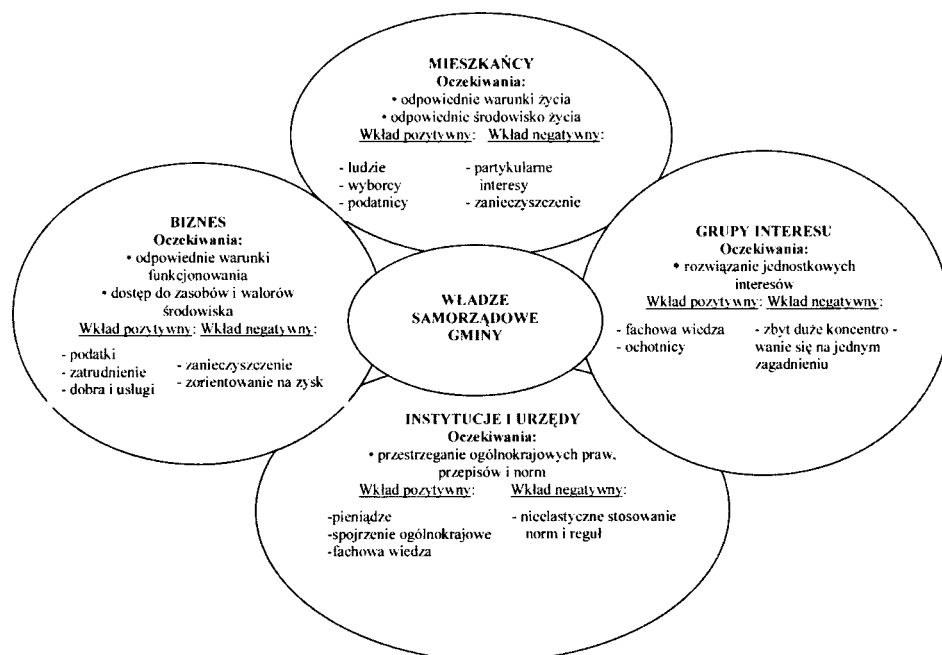 MIESZKAŃCY
Oczekiwania:
• odpowiednie warunki życia
• odpowiednie środowisko życia
Wkład pozytywny: Wkład negatywny:
- ludzie
- wyborcy
- podatnicy
- partykularne
interesy
- zanieczyszczenie
BIZNES
Oczekiwania:
• odpowiednie warunki
funkcjonowania
• dostęp do zasobów i walorów
środowiska
Wkład pozytywny: Wkład negatywny:
- podatki
- zatrudnienie
- dobra i usługi
- zanieczyszczenie
- zorientowanie na zysk
WŁADZE
SAMORZĄDOWE
GMINY
GRUPY INTERESU
Oczekiwania:
• rozwiązanie jednostkowych
interesów
Wkład pozytywny: Wkład negatywny:
- fachowa wiedza
- ochotnicy
- zbyt duże koncentro -
wanie się na jednym
zagadnieniu
INSTYTUCJE I URZĘDY
Oczekiwania:
• przestrzeganie ogólnokrajowych praw,
przepisów i norm
Wkład pozytywny: Wkład negatywny:
-pieniądze
-spojrzenie ogólnokrajowe
-fachowa wiedza
- nieelastyczne stosowanie
norm i reguł